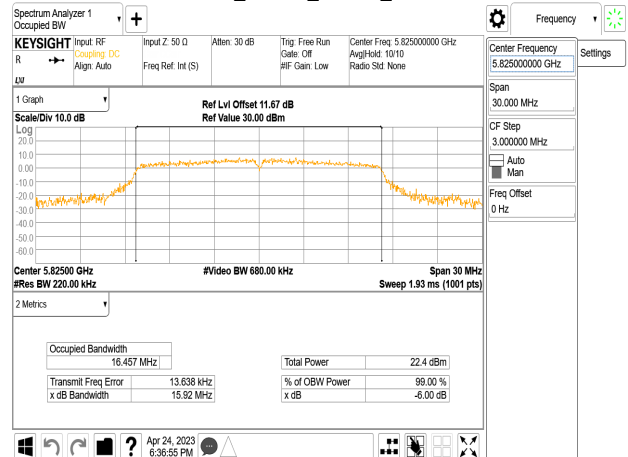 Spectrum Analyzer 1
Occupied BW
Frequency
KEYSIGHT
R
Input: RF
Coupling: DC
Align: Auto
Input Z: 50 Ω
Freq Ref: Int (S)
Atten: 30 dB
Trig: Free Run
Gate: Off
#IF Gain: Low
Center Freq: 5.825000000 GHz
Avg|Hold: 10/10
Radio Std: None
Center Frequency
5.825000000 GHz
Settings
Span
30.000 MHz
CF Step
3.000000 MHz
Auto
Man
Freq Offset
0 Hz
1 Graph
Scale/Div 10.0 dB
Ref Lvl Offset 11.67 dB
Ref Value 30.00 dBm
Log
20.0
10.0
0.00
-10.0
-20.0
-30.0
-40.0
-50.0
-60.0
Center 5.82500 GHz
#Video BW 680.00 kHz
Span 30 MHz
#Res BW 220.00 kHz
Sweep 1.93 ms (1001 pts)
2 Metrics
Occupied Bandwidth
16.457 MHz
Total Power 22.4 dBm
Transmit Freq Error 13.638 kHz
% of OBW Power 99.00 %
x dB Bandwidth 15.92 MHz
x dB -6.00 dB
Apr 24, 2023
6:36:55 PM